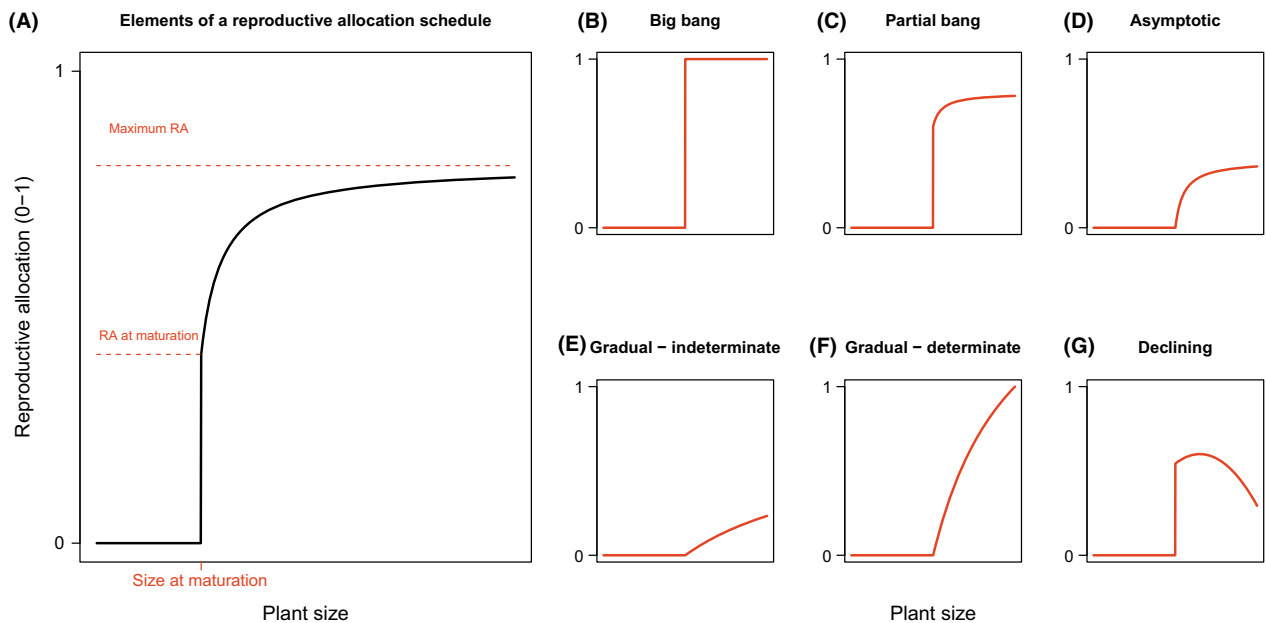 (A) Elements of a reproductive allocation schedule
1
Maximum RA
RA at maturation
0
Size at maturation
Reproductive allocation (0−1)
Plant size
(B) Big bang
1
0
(C) Partial bang
1
0
(D) Asymptotic
1
0
(E) Gradual − indeterminate
1
0
(F) Gradual − determinate
1
0
(G) Declining
1
0
Plant size